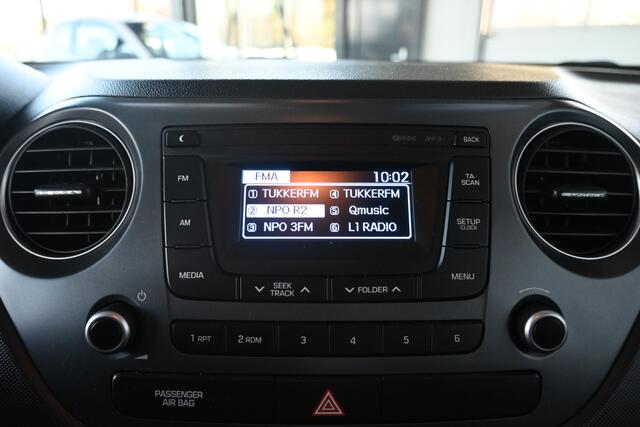 RDS MP3 BACK
FM
AM
MEDIA
FMA 10:02
1 TUKKERFM 4 TUKKERFM
2 NPO R2 5 Qmusic
3 NPO 3FM 6 L1 RADIO
TA
SCAN
SETUP
CLOCK
MENU
SEEK
TRACK
FOLDER
1 RPT 2 RDM 3 4 5 6
PASSENGER
AIR BAG